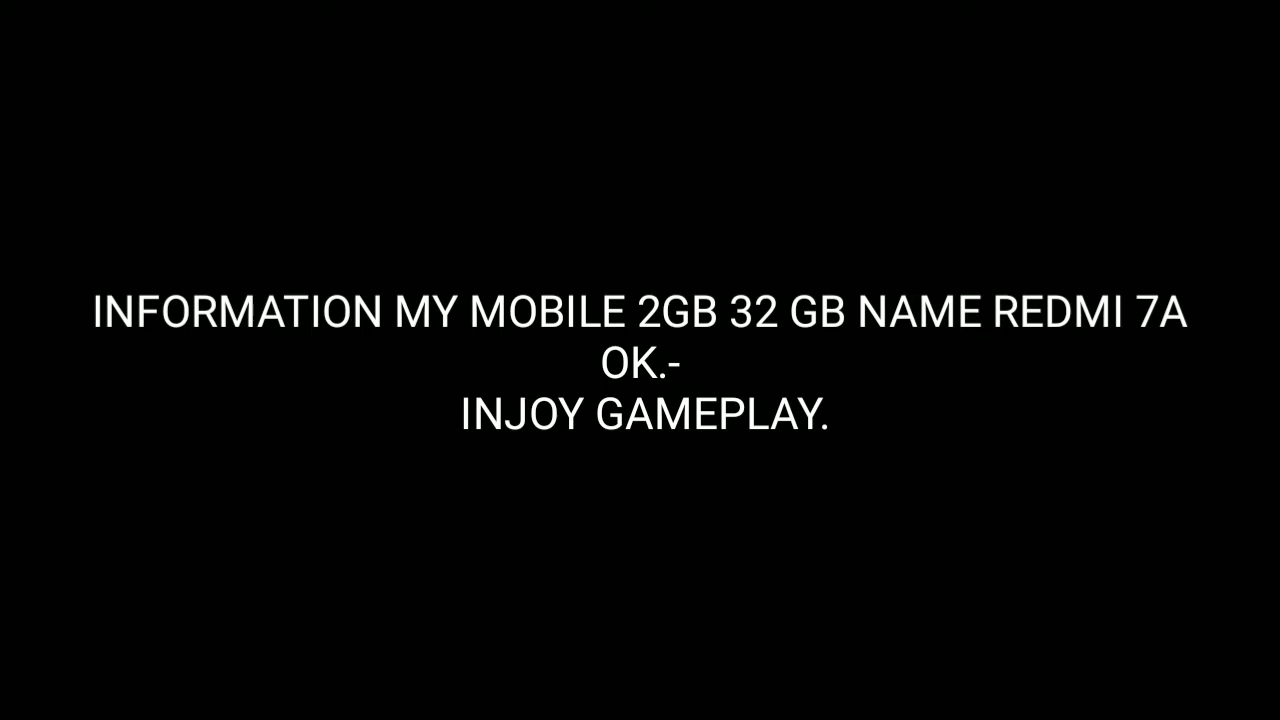 INFORMATION MY MOBILE 2GB 32 GB NAME REDMI 7A
OK.-
INJOY GAMEPLAY.